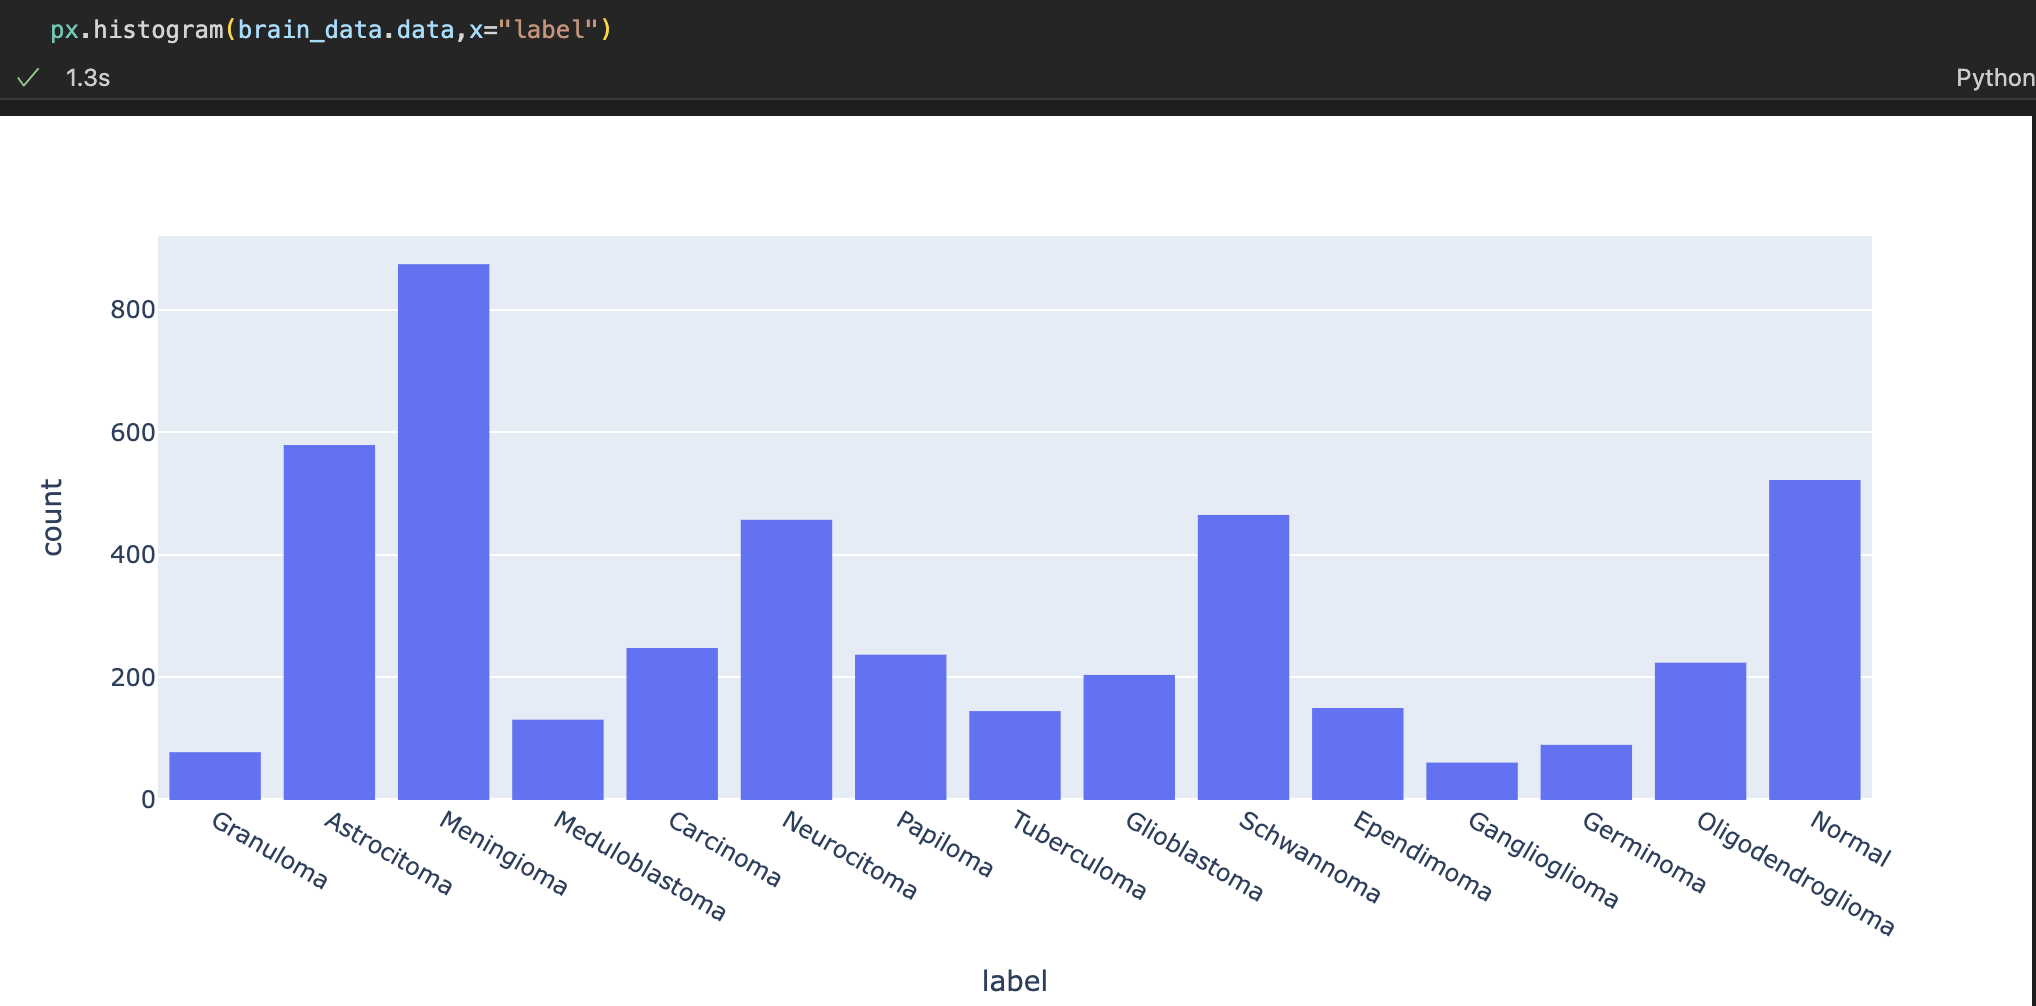 px.histogram(brain_data.data,x="label")
1.3s
Python
800
600
400
200
0
count
Granuloma
Astrocitoma
Meningioma
Meduloblastoma
Carcinoma
Neurocitoma
Papiloma
Tuberculoma
Glioblastoma
Schwannoma
Ependimoma
Ganglioglioma
Germinoma
Oligodendroglioma
Normal
label